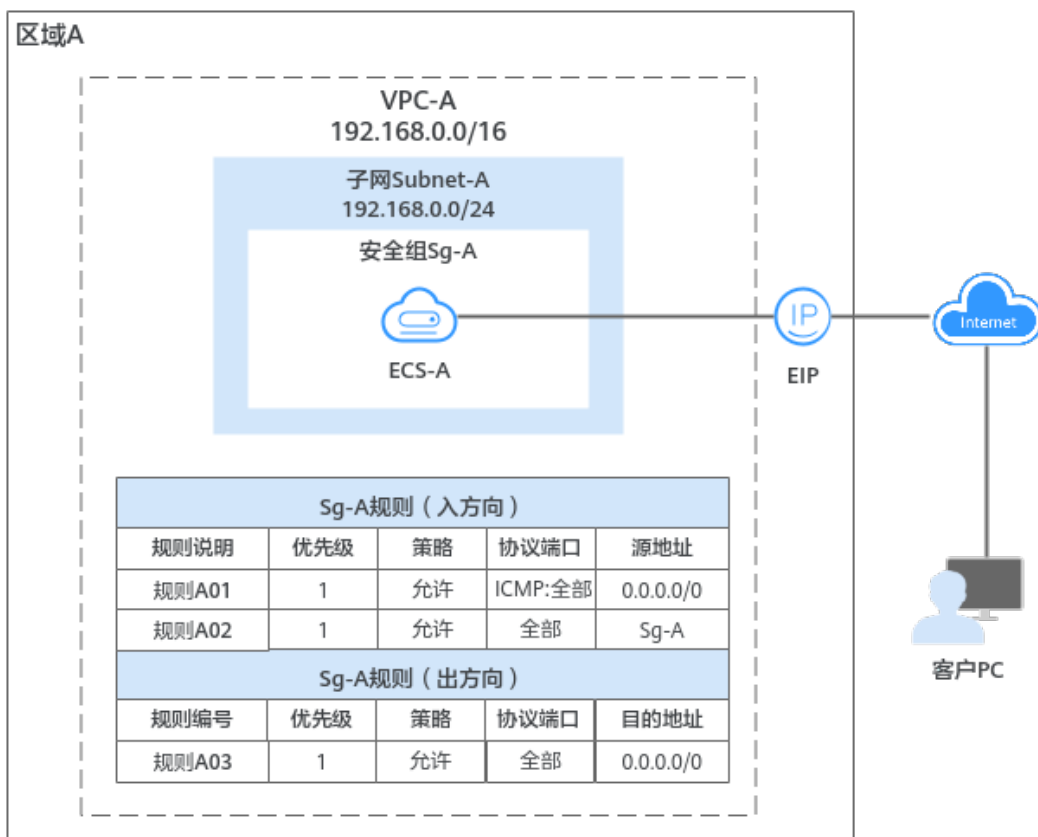 区域A
VPC-A
192.168.0.0/16
子网Subnet-A
192.168.0.0/24
安全组Sg-A
ECS-A
EIP
IP
Internet
客户PC
Sg-A规则（入方向）
规则说明 优先级 策略 协议端口 源地址
规则A01 1 允许 ICMP:全部 0.0.0.0/0
规则A02 1 允许 全部 Sg-A
Sg-A规则（出方向）
规则编号 优先级 策略 协议端口 目的地址
规则A03 1 允许 全部 0.0.0.0/0